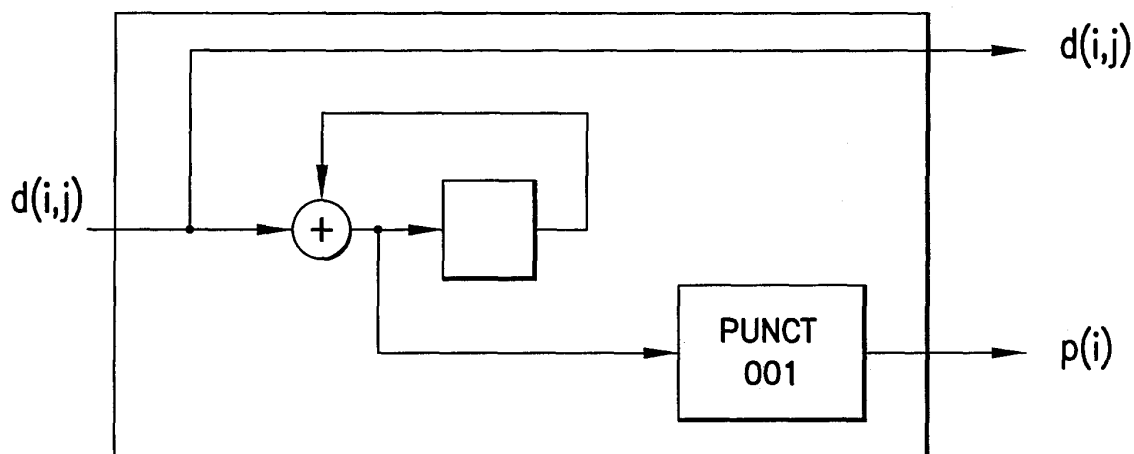 d(i,j)
d(i,j)
+
PUNCT
001
p(i)